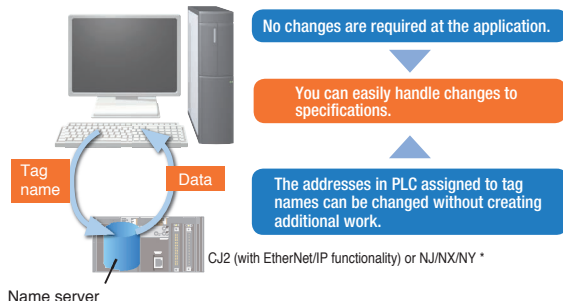 No changes are required at the application.
You can easily handle changes to
specifications.
Tag
name
Data
The addresses in PLC assigned to tag
names can be changed without creating
additional work.
CJ2 (with EtherNet/IP functionality) or NJ/NX/NY *
Name server